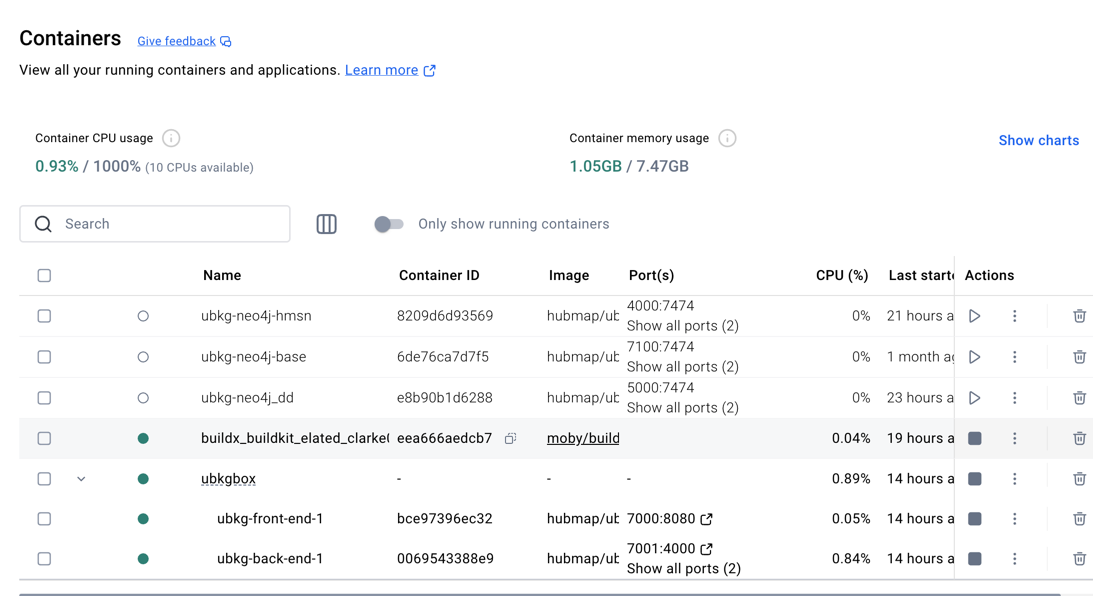 Containers Give feedback
View all your running containers and applications. Learn more
Container CPU usage
0.93% / 1000% (10 CPUs available)
Container memory usage
1.05GB / 7.47GB
Show charts
Search
Only show running containers
Name Container ID Image Port(s) CPU (%) Last starte Actions
ubkg-neo4j-hmsn 8209d6d93569 hubmap/ub 4000:7474 0% 21 hours a
Show all ports (2)
ubkg-neo4j-base 6de76ca7d7f5 hubmap/ub 7100:7474 0% 1 month ag
Show all ports (2)
ubkg-neo4j_dd e8b90b1d6288 hubmap/ub 5000:7474 0% 23 hours a
Show all ports (2)
buildx_buildkit_elated_clarke0 eea666aedcb7 moby/build 0.04% 19 hours a
ubkgbox - - - 0.89% 14 hours a
ubkg-front-end-1 bce97396ec32 hubmap/ub 7000:8080 0.05% 14 hours a
ubkg-back-end-1 0069543388e9 hubmap/ub 7001:4000 0.84% 14 hours a
Show all ports (2)